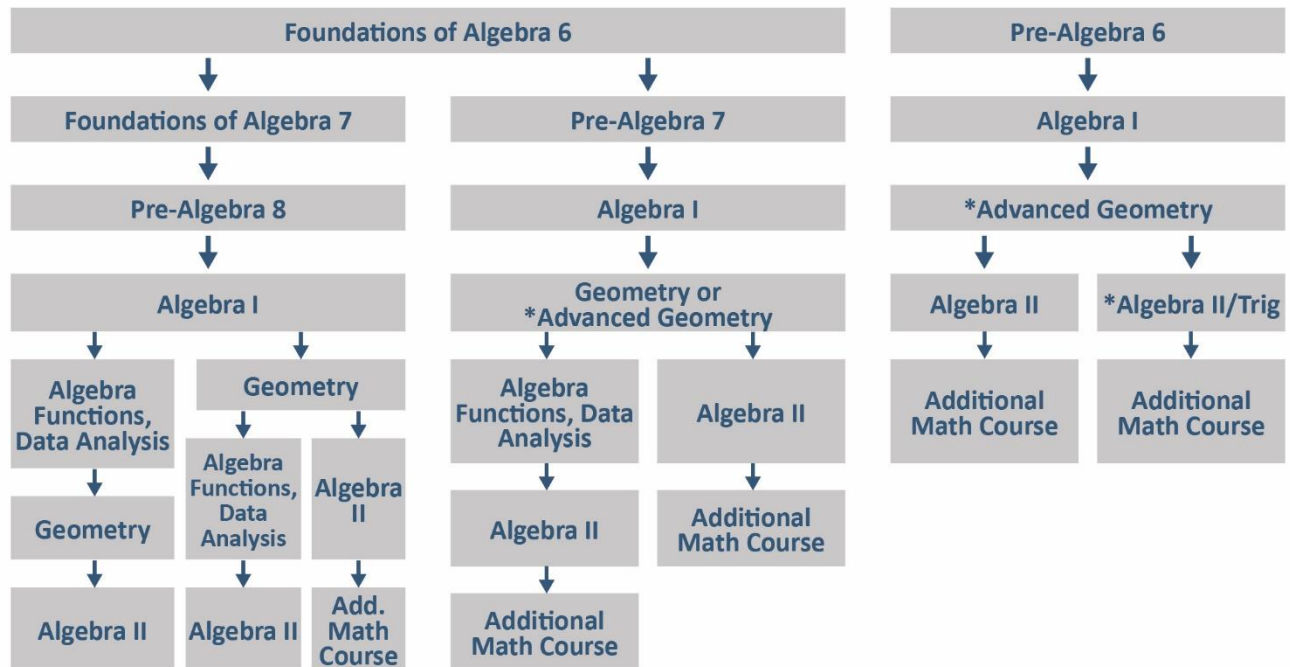 Foundations of Algebra 6
Pre-Algebra 6
Foundations of Algebra 7
Pre-Algebra 7
Algebra I
Pre-Algebra 8
Algebra I
*Advanced Geometry
Algebra I
Geometry or
*Advanced Geometry
Algebra II
*Algebra II/Trig
Algebra
Functions,
Data Analysis
Geometry
Algebra
Functions, Data
Analysis
Algebra II
Additional
Math Course
Additional
Math Course
Geometry
Algebra
Functions,
Data
Analysis
Algebra
II
Algebra II
Additional
Math Course
Algebra II
Algebra II
Add.
Math
Course
Additional
Math Course